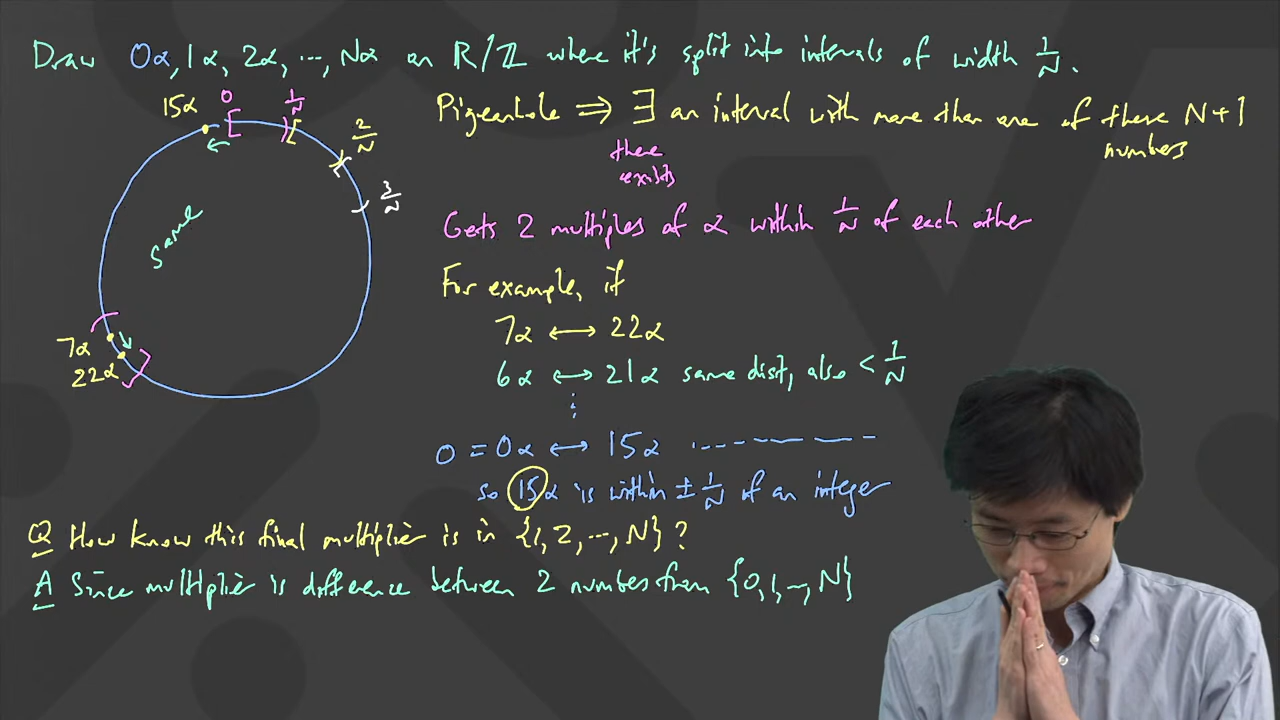 Draw 0α, 1α, 2α, ..., Nα on ℝ/ℤ where it's split into intervals of width 1/N.
15α
0
1/N
2/N
3/N
same
7α
22α
Pigeonhole ⇒ ∃ an interval with more than one of these N+1 numbers
there exists
Gets 2 multiples of α within 1/N of each other
For example, if
7α ↔ 22α
6α ↔ 21α same dist, also < 1/N
⋮
0 = 0α ↔ 15α
so 15α is within ± 1/N of an integer
Q How know this final multiplier is in {1, 2, ..., N}?
A Since multiplier is difference between 2 numbers from {0, 1, ..., N}